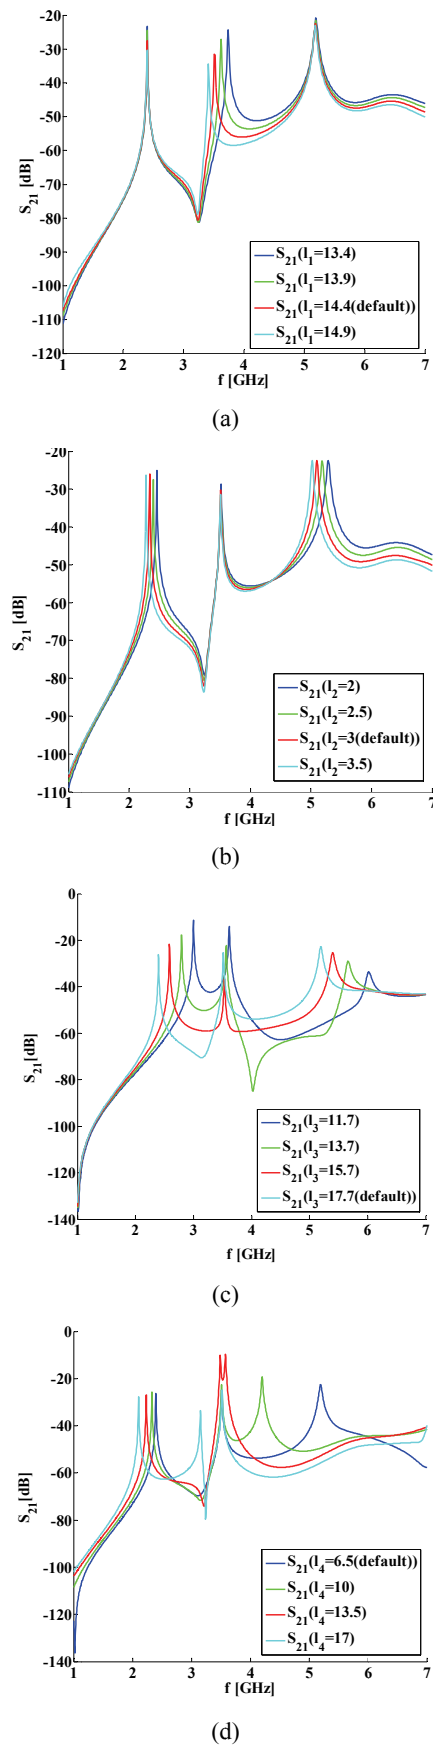 -20
-30
-40
-50
-60
-70
-80
-90
-100
-110
-120
S21 [dB]
S21(l1=13.4)
S21(l1=13.9)
S21(l1=14.4(default))
S21(l1=14.9)
1 2 3 4 5 6 7
f [GHz]
(a)
-20
-30
-40
-50
-60
-70
-80
-90
-100
-110
S21 [dB]
S21(l2=2)
S21(l2=2.5)
S21(l2=3(default))
S21(l2=3.5)
1 2 3 4 5 6 7
f [GHz]
(b)
0
-20
-40
-60
-80
-100
-120
-140
S21 [dB]
S21(l3=11.7)
S21(l3=13.7)
S21(l3=15.7)
S21(l3=17.7(default))
1 2 3 4 5 6 7
f [GHz]
(c)
0
-20
-40
-60
-80
-100
-120
-140
S21[dB]
S21(l4=6.5(default))
S21(l4=10)
S21(l4=13.5)
S21(l4=17)
1 2 3 4 5 6 7
f [GHz]
(d)